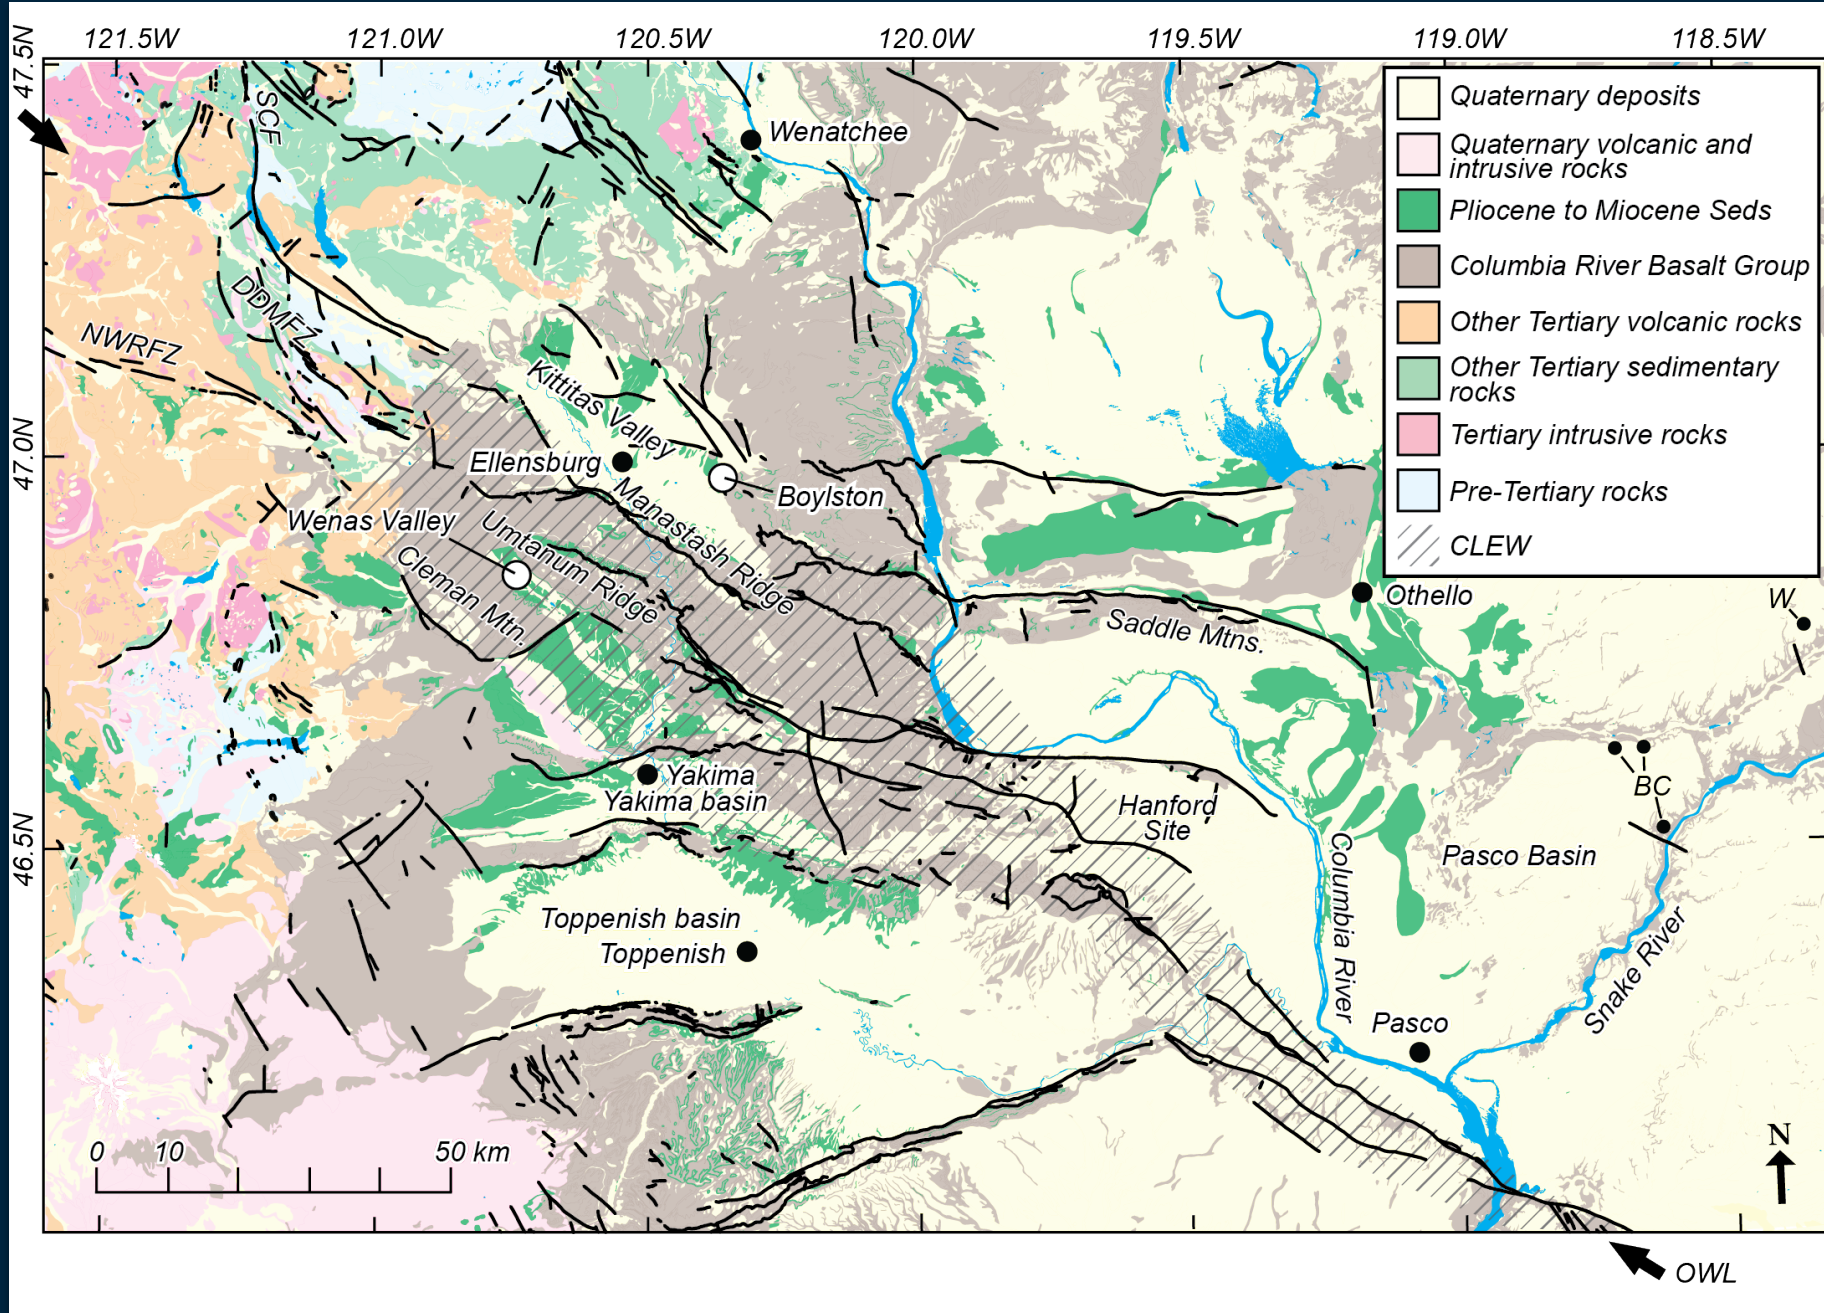 121.5W
121.0W
120.5W
120.0W
119.5W
119.0W
118.5W
47.5N
47.0N
46.5N
Quaternary deposits
Quaternary volcanic and
intrusive rocks
Pliocene to Miocene Seds
Columbia River Basalt Group
Other Tertiary volcanic rocks
Other Tertiary sedimentary
rocks
Tertiary intrusive rocks
Pre-Tertiary rocks
CLEW
SCF
Wenatchee
DDMFZ
NWRFZ
Kittitas Valley
Ellensburg
Boylston
Manastash Ridge
Wenas Valley
Umtanum Ridge
Cleman Mtn.
Othello
W
Saddle Mtns.
Yakima
Yakima basin
BC
Hanford
Site
Columbia River
Pasco Basin
Toppenish basin
Toppenish
Snake River
Pasco
0
10
50 km
N
OWL